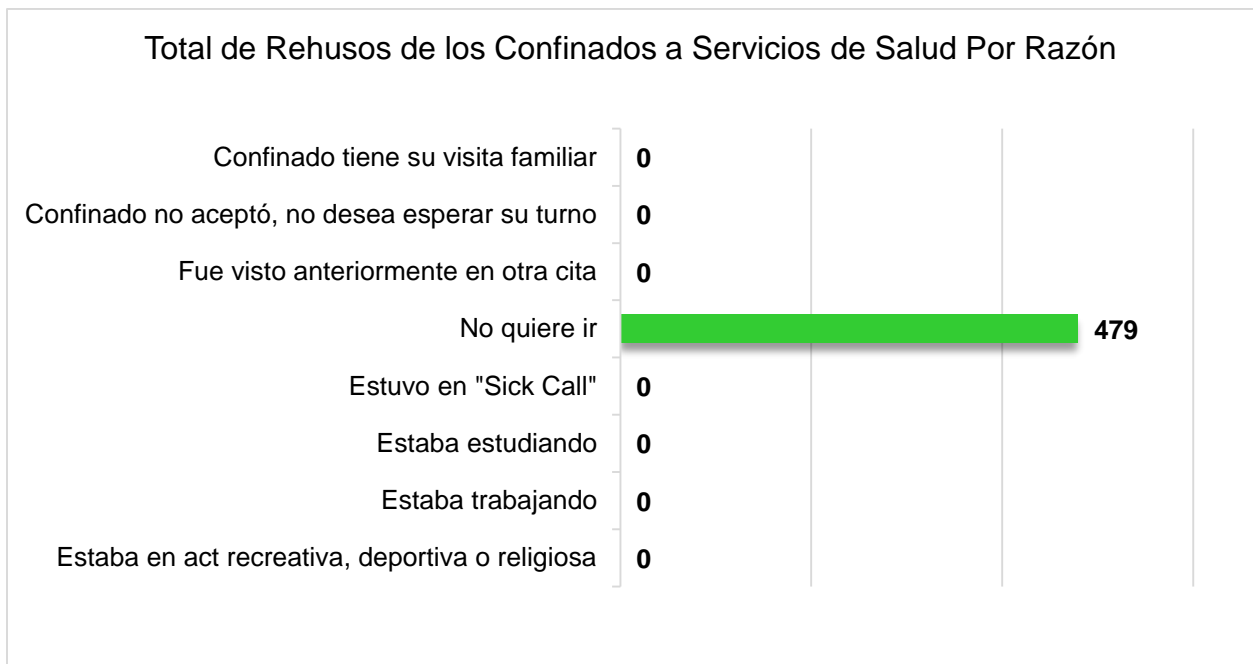 Total de Rehusos de los Confinados a Servicios de Salud Por Razón
Confinado tiene su visita familiar 0
Confinado no aceptó, no desea esperar su turno 0
Fue visto anteriormente en otra cita 0
No quiere ir 479
Estuvo en "Sick Call" 0
Estaba estudiando 0
Estaba trabajando 0
Estaba en act recreativa, deportiva o religiosa 0